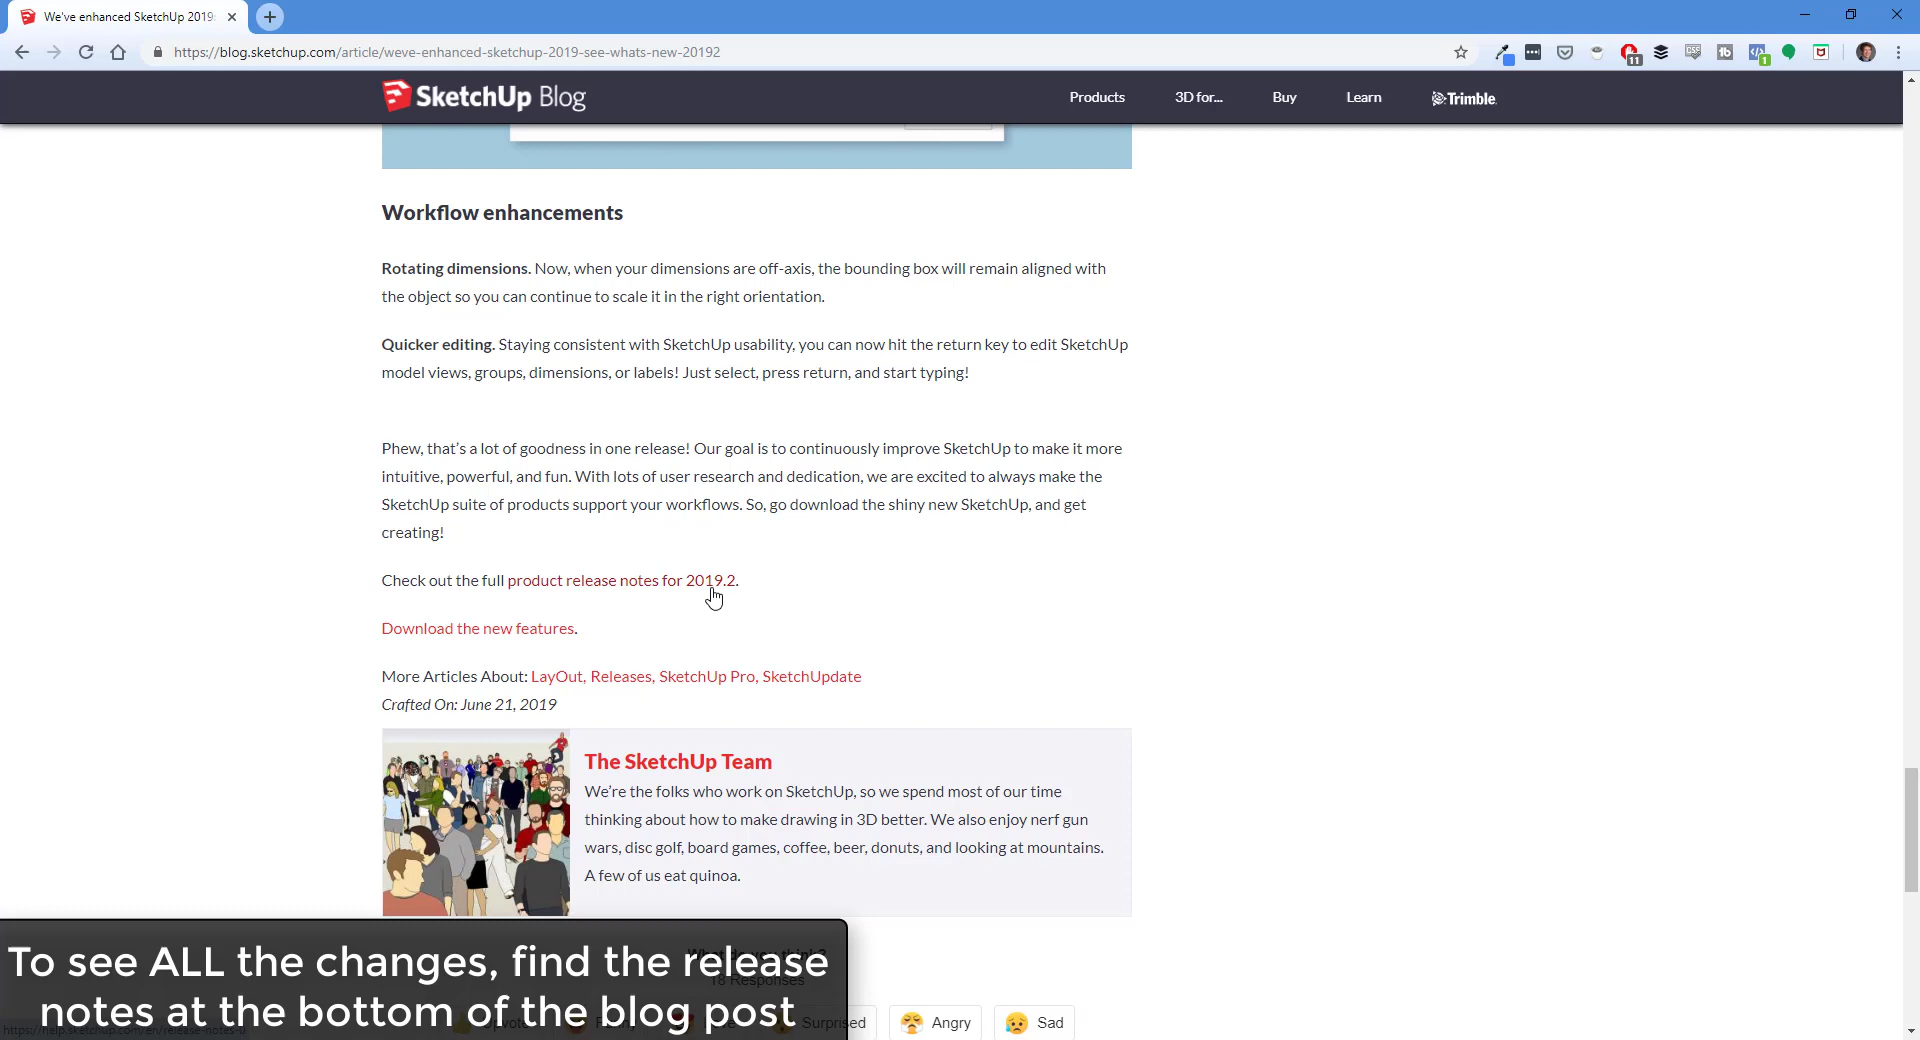 We've enhanced SketchUp 2019:
https://blog.sketchup.com/article/weve-enhanced-sketchup-2019-see-whats-new-20192
11
1
SketchUp Blog
Products
3D for...
Buy
Learn
Trimble
Workflow enhancements
Rotating dimensions. Now, when your dimensions are off-axis, the bounding box will remain aligned with
the object so you can continue to scale it in the right orientation.
Quicker editing. Staying consistent with SketchUp usability, you can now hit the return key to edit SketchUp
model views, groups, dimensions, or labels! Just select, press return, and start typing!
Phew, that's a lot of goodness in one release! Our goal is to continuously improve SketchUp to make it more
intuitive, powerful, and fun. With lots of user research and dedication, we are excited to always make the
SketchUp suite of products support your workflows. So, go download the shiny new SketchUp, and get
creating!
Check out the full product release notes for 2019.2.
Download the new features.
More Articles About: LayOut, Releases, SketchUp Pro, SketchUpdate
Crafted On: June 21, 2019
The SketchUp Team
We're the folks who work on SketchUp, so we spend most of our time
thinking about how to make drawing in 3D better. We also enjoy nerf gun
wars, disc golf, board games, coffee, beer, donuts, and looking at mountains.
A few of us eat quinoa.
18 Responses
Surprised
Angry
Sad
To see ALL the changes, find the release
notes at the bottom of the blog post